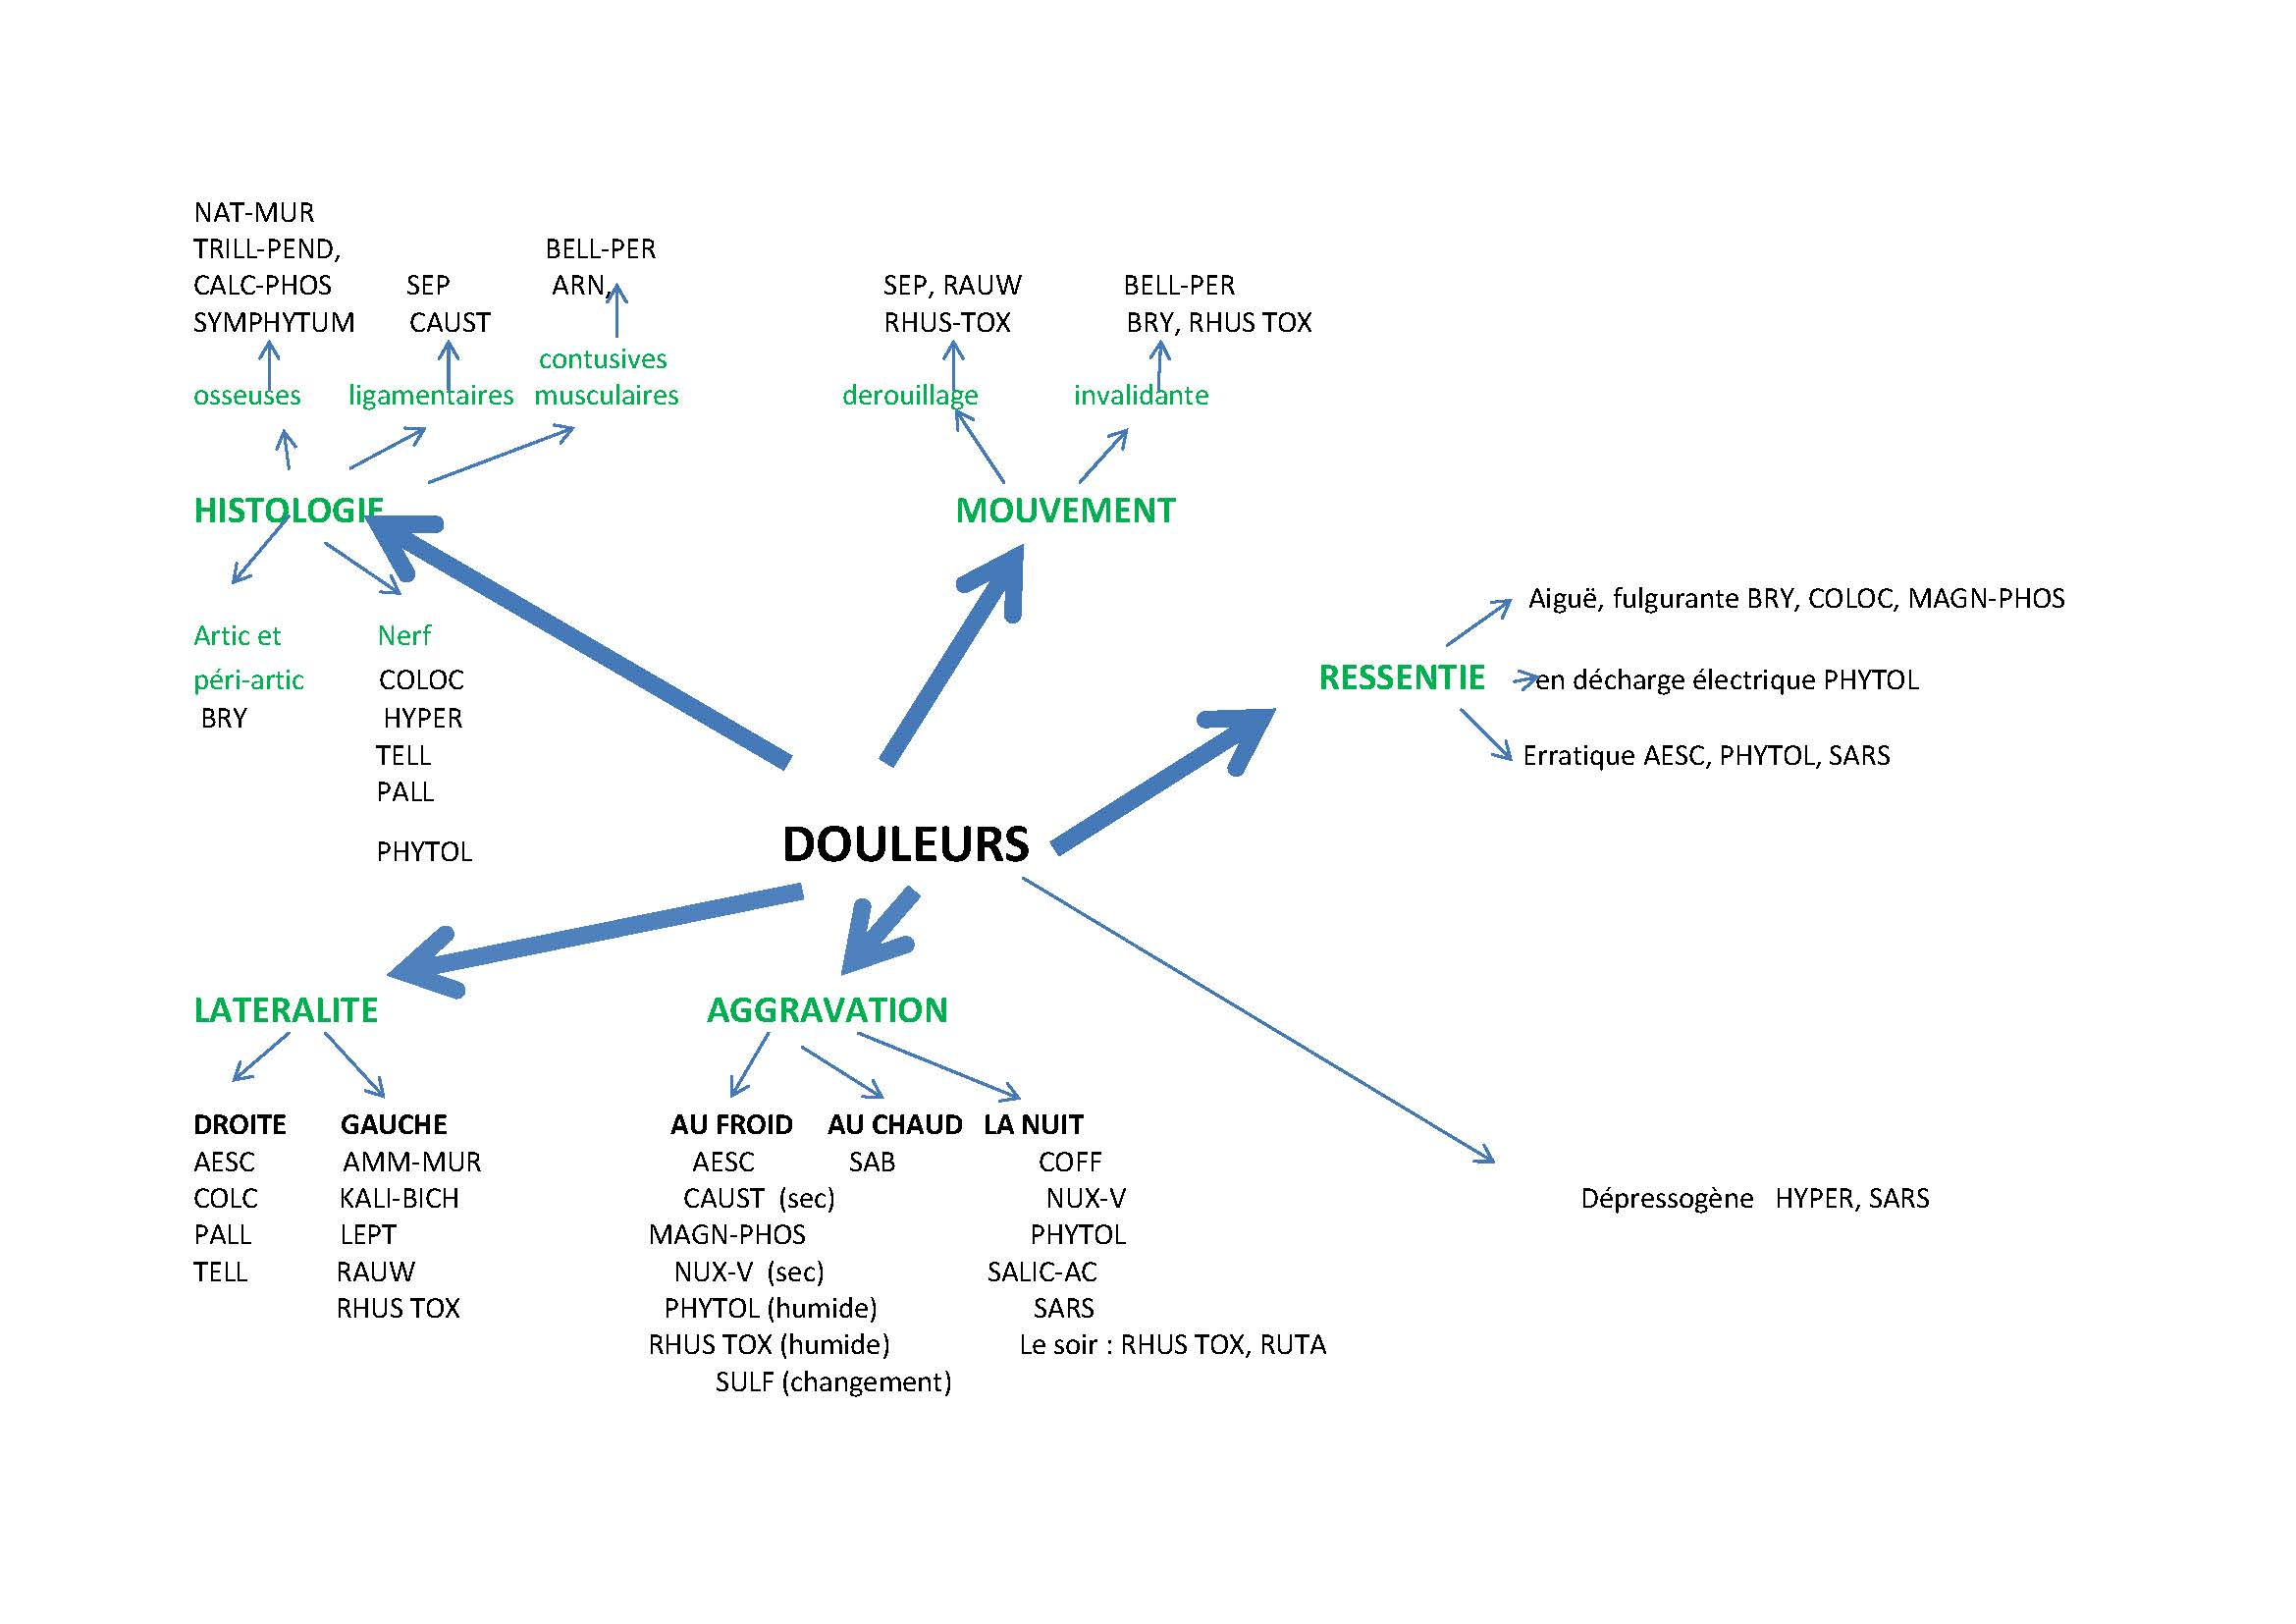 NAT-MUR
TRILL-PEND,
CALC-PHOS
SYMPHYTUM
osseuses
SEP
CAUST
ligamentaires
BELL-PER
ARN,
contusives
musculaires
HISTOLOGIE
Artic et
péri-artic
BRY
Nerf
COLOC
HYPER
TELL
PALL
PHYTOL
SEP, RAUW
RHUS-TOX
derouillage
BELL-PER
BRY, RHUS TOX
invalidante
MOUVEMENT
RESSENTIE
Aiguë, fulgurante BRY, COLOC, MAGN-PHOS
en décharge électrique PHYTOL
Erratique AESC, PHYTOL, SARS
DOULEURS
LATERALITE
DROITE
AESC
COLC
PALL
TELL
GAUCHE
AMM-MUR
KALI-BICH
LEPT
RAUW
RHUS TOX
AGGRAVATION
AU FROID
AESC
CAUST (sec)
MAGN-PHOS
NUX-V (sec)
PHYTOL (humide)
RHUS TOX (humide)
SULF (changement)
AU CHAUD
SAB
LA NUIT
COFF
NUX-V
PHYTOL
SALIC-AC
SARS
Le soir : RHUS TOX, RUTA
Dépressogène HYPER, SARS